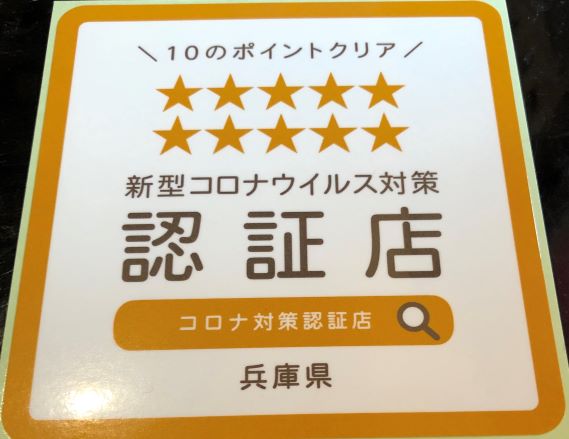 ＼10のポイントクリア／
★★★★★
★★★★★
新型コロナウイルス対策
認証店
コロナ対策認証店
兵庫県